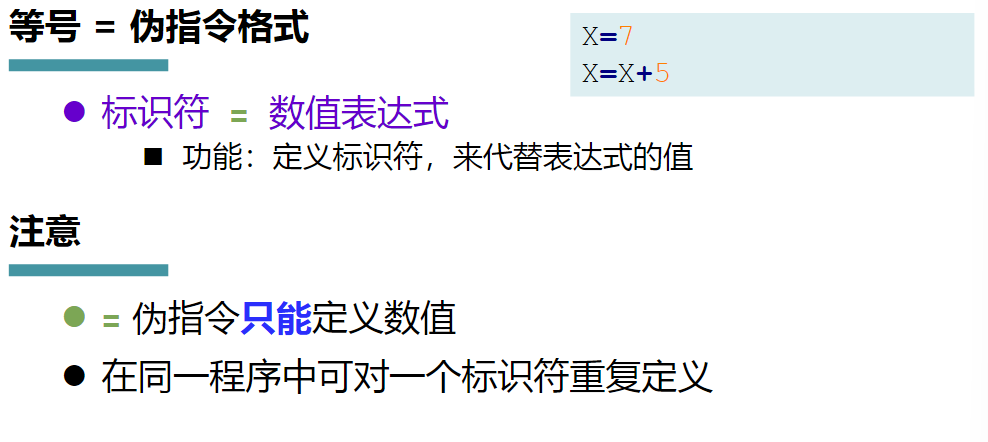 等号 = 伪指令格式
X=7
X=X+5
标识符 = 数值表达式
功能：定义标识符，来代替表达式的值
注意
= 伪指令只能定义数值
在同一程序中可对一个标识符重复定义